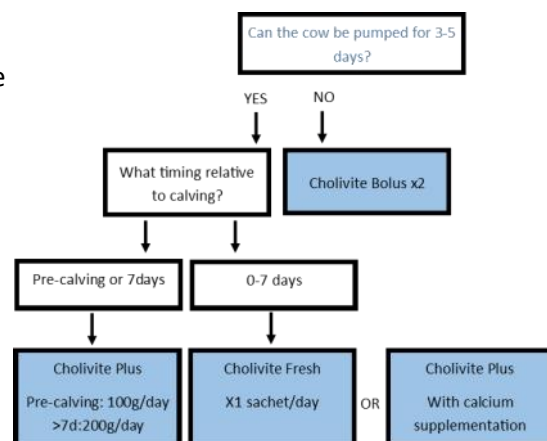 Can the cow be pumped for 3-5
days?
e
YES
NO
What timing relative
to calving?
Cholivite Bolus x2
Pre-calving or 7days
0-7 days
Cholivite Plus
Pre-calving: 100g/day
>7d:200g/day
Cholivite Fresh
X1 sachet/day
OR
Cholivite Plus
With calcium
supplementation